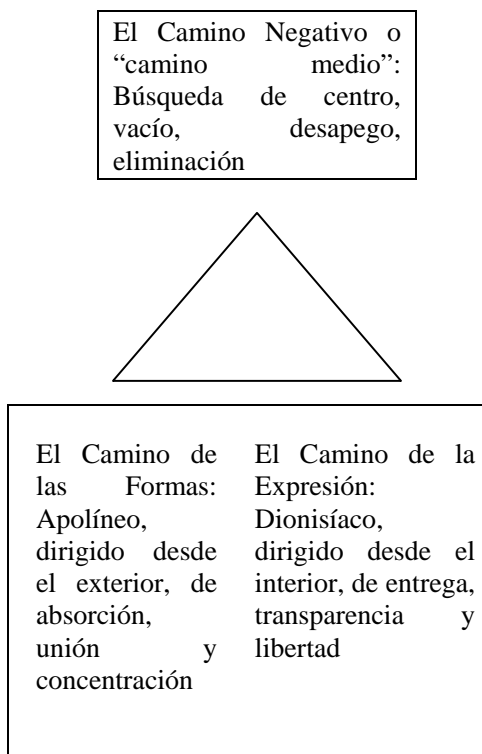 El Camino Negativo o
“camino medio”:
Búsqueda de centro,
vacío, desapego,
eliminación
El Camino de
las Formas:
Apolíneo,
dirigido desde
el exterior, de
absorción,
unión y
concentración
El Camino de la
Expresión:
Dionisíaco,
dirigido desde el
interior, de entrega,
transparencia y
libertad